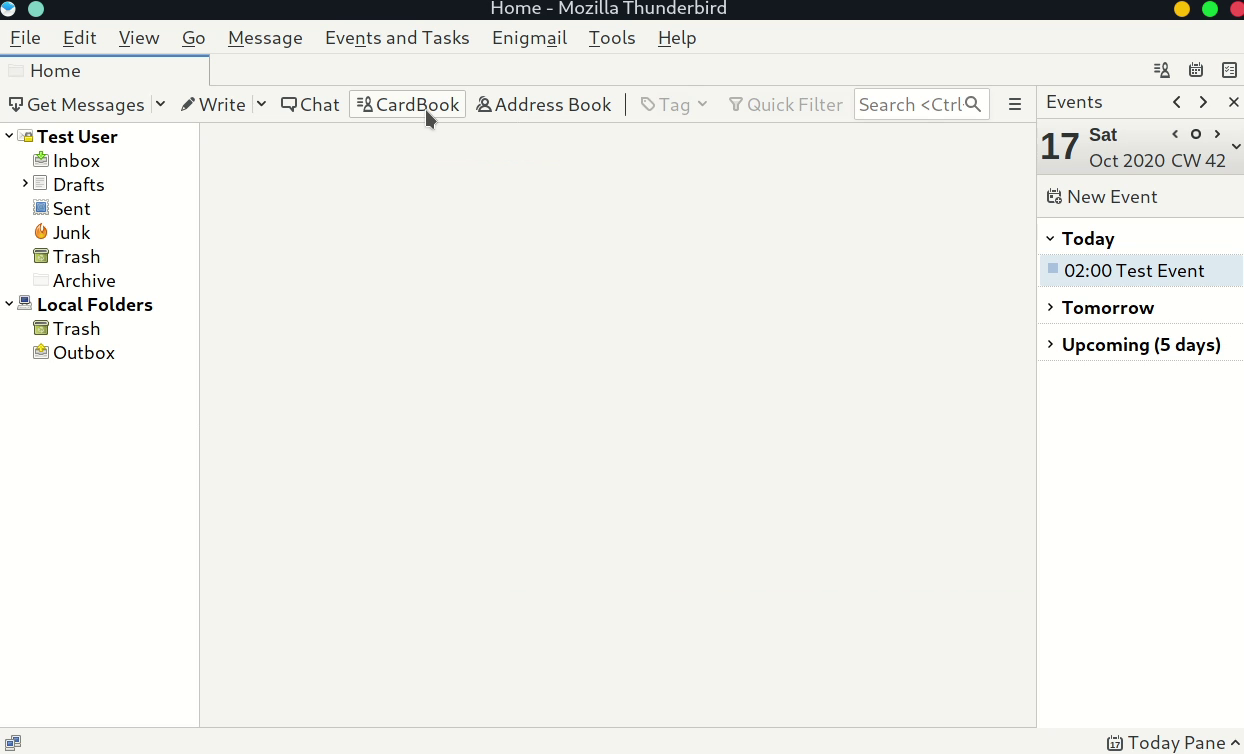 Home - Mozilla Thunderbird
File Edit View Go Message Events and Tasks Enigmail Tools Help
Home
Get Messages Write Chat CardBook Address Book Tag Quick Filter Search <Ctrl
Events
17 Sat
Oct 2020 CW 42
New Event
Today
02:00 Test Event
Tomorrow
Upcoming (5 days)
Test User
Inbox
Drafts
Sent
Junk
Trash
Archive
Local Folders
Trash
Outbox
17 Today Pane